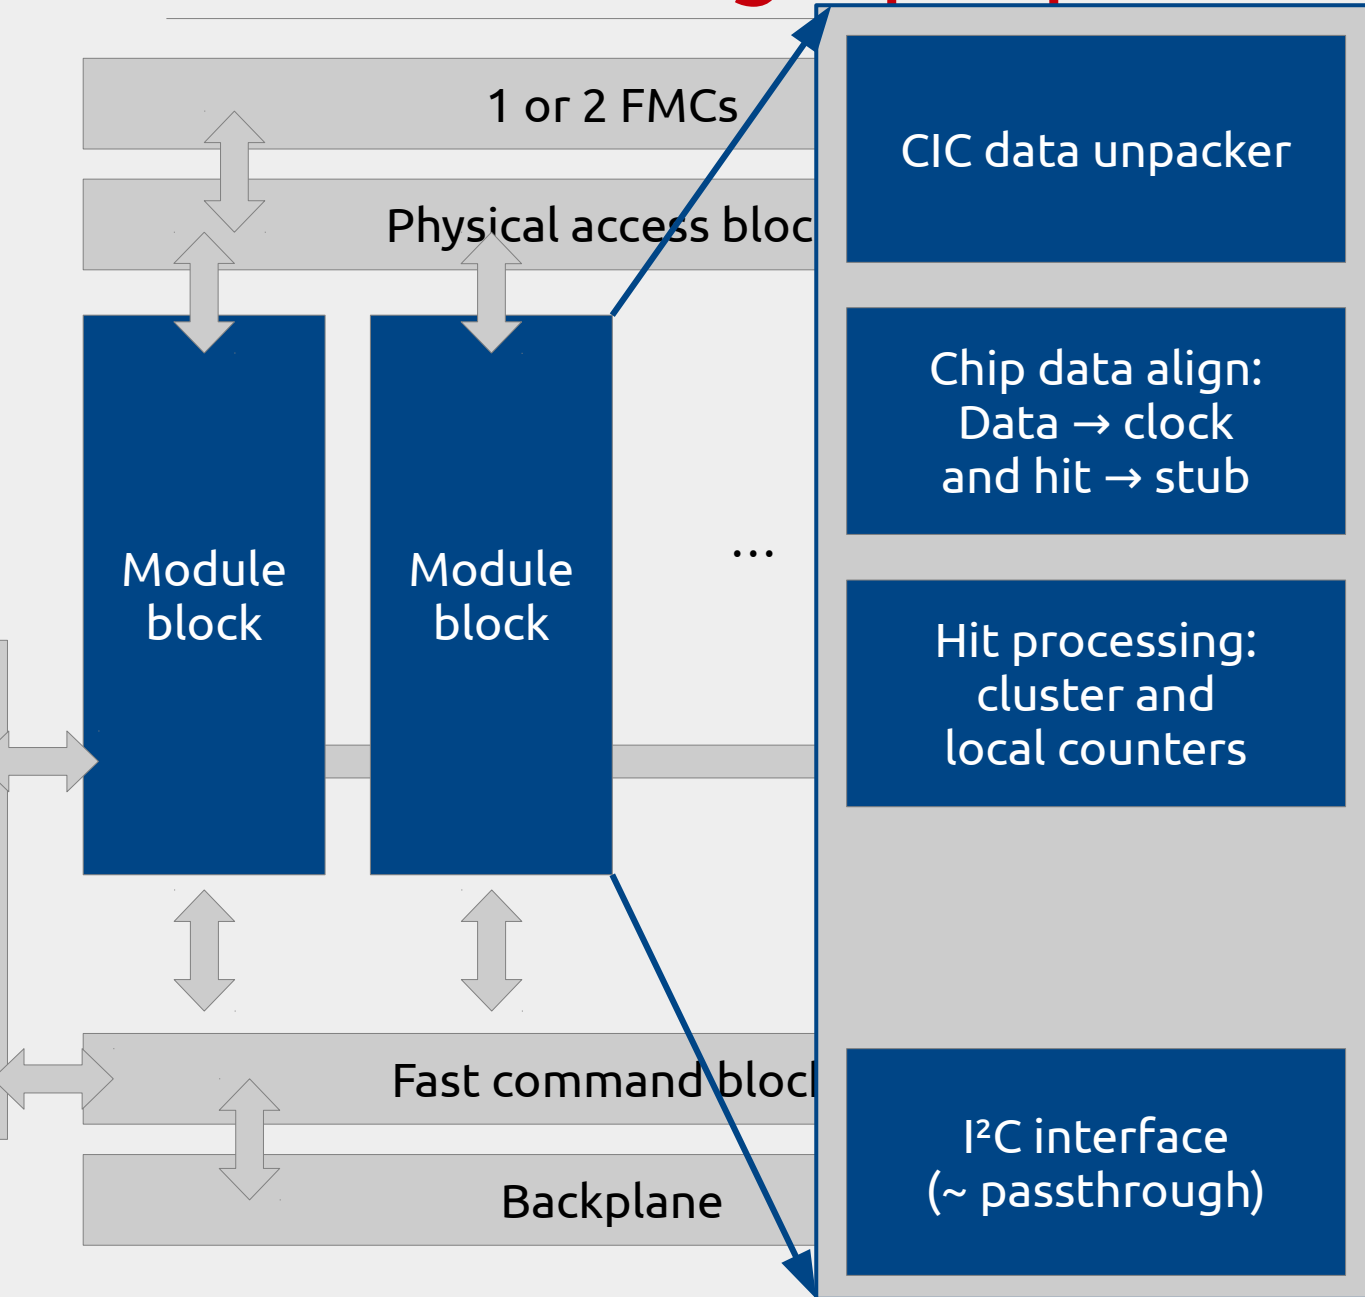 1 or 2 FMCs
Physical access bloc
Module
block
Module
block
...
Fast command block
Backplane
CIC data unpacker
Chip data align:
Data → clock
and hit → stub
Hit processing:
cluster and
local counters
I²C interface
(~ passthrough)